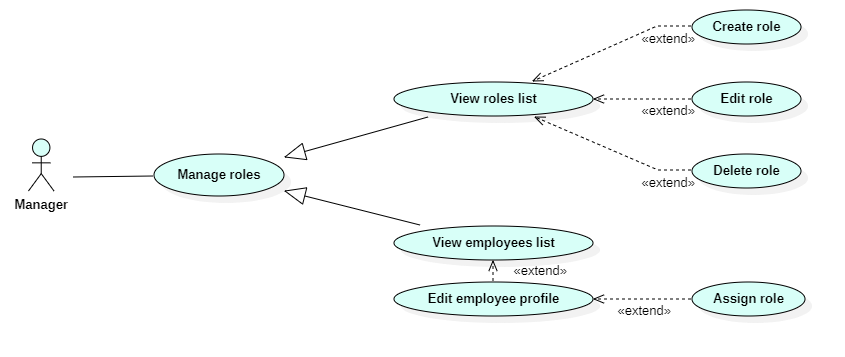 Create role
«extend»
View roles list
Edit role
«extend»
Manage roles
Delete role
«extend»
Manager
View employees list
«extend»
Edit employee profile
Assign role
«extend»